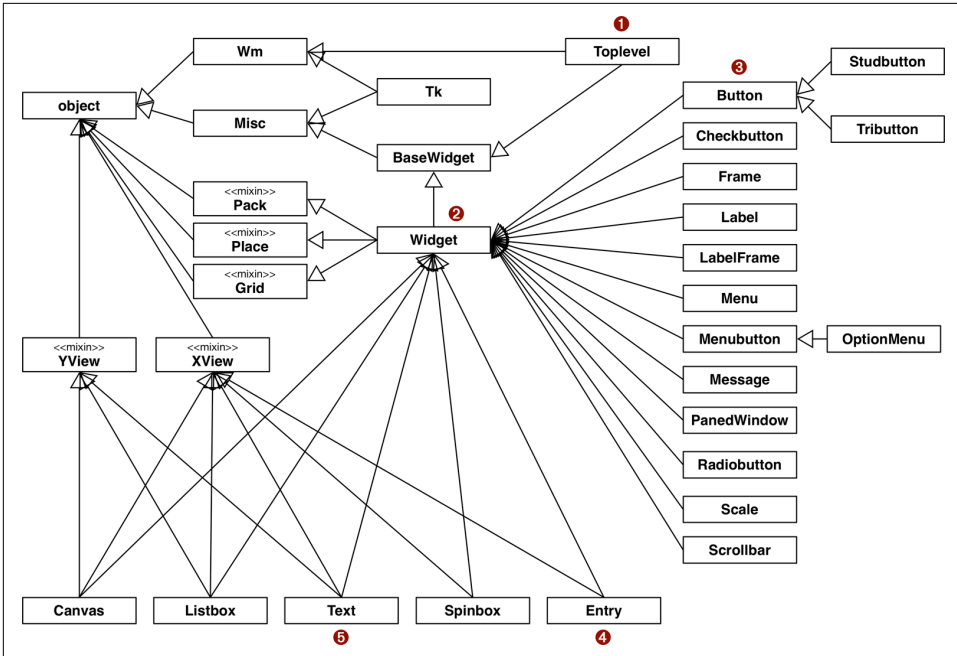 ❶
Wm
Toplevel
❸
Studbutton
object
Tk
Button
Misc
Tributton
Checkbutton
BaseWidget
Frame
<<mixin>>
Pack
❷
Label
<<mixin>>
Place
Widget
LabelFrame
<<mixin>>
Grid
Menu
<<mixin>>
YView
<<mixin>>
XView
Menubutton
OptionMenu
Message
PanedWindow
Radiobutton
Scale
Scrollbar
Canvas
Listbox
Text
Spinbox
Entry
❺
❹